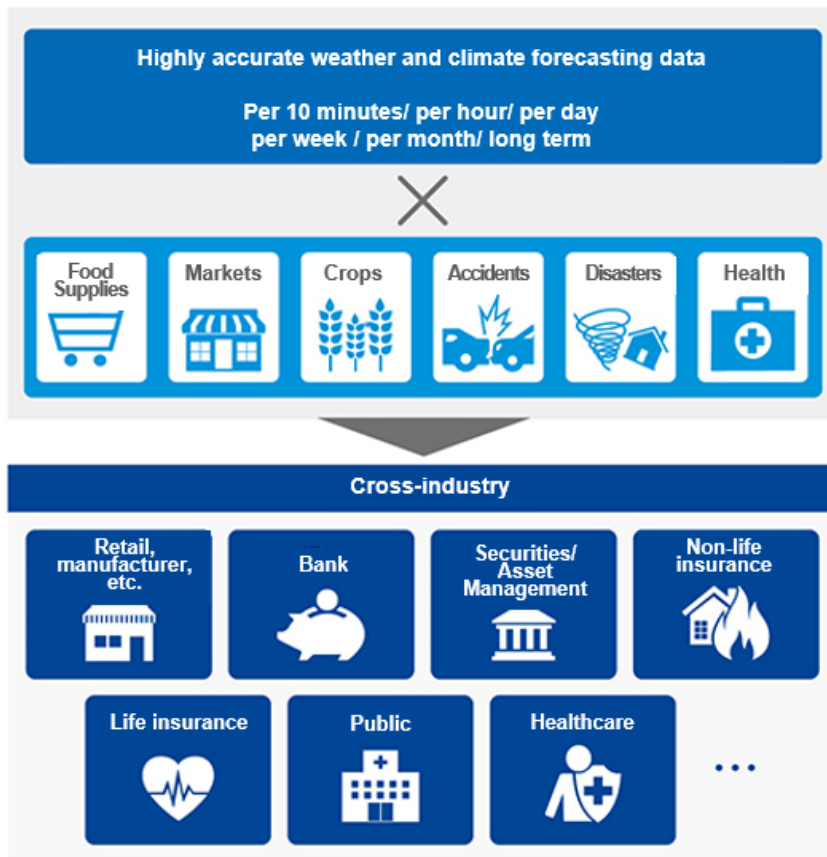 Highly accurate weather and climate forecasting data
Per 10 minutes/ per hour/ per day
per week / per month/ long term
Food
Supplies
Markets
Crops
Accidents
Disasters
Health
Cross-industry
Retail,
manufacturer,
etc.
Bank
Securities/
Asset
Management
Non-life
insurance
Life insurance
Public
Healthcare
...